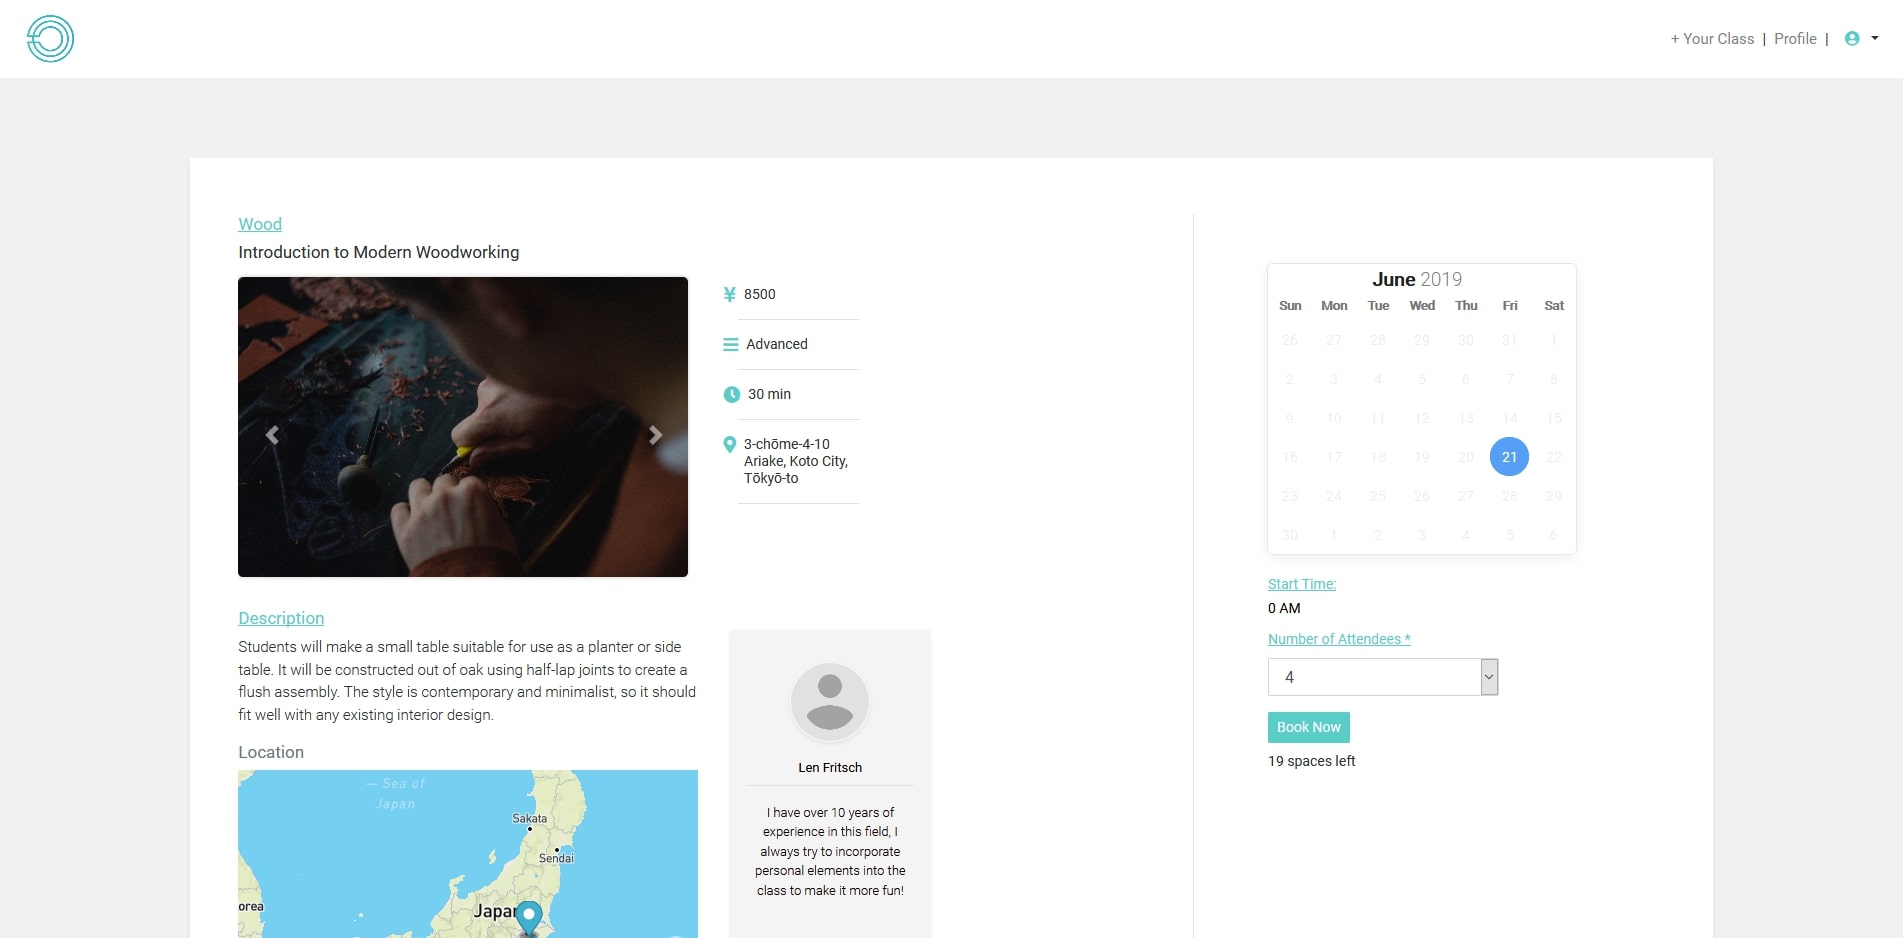 + Your Class | Profile |
Wood
Introduction to Modern Woodworking
¥ 8500
Advanced
30 min
3-chōme-4-10
Ariake, Koto City,
Tōkyō-to
Description
Students will make a small table suitable for use as a planter or side
table. It will be constructed out of oak using half-lap joints to create a
flush assembly. The style is contemporary and minimalist, so it should
fit well with any existing interior design.
Location
— Sea of
Japan
Sakata
Sendai
orea
Japan
Len Fritsch
I have over 10 years of
experience in this field, I
always try to incorporate
personal elements into the
class to make it more fun!
June 2019
Sun Mon Tue Wed Thu Fri Sat
26 27 28 29 30 31 1
2 3 4 5 6 7 8
9 10 11 12 13 14 15
16 17 18 19 20 21 22
23 24 25 26 27 28 29
30 1 2 3 4 5 6
Start Time:
0 AM
Number of Attendees *
4
Book Now
19 spaces left